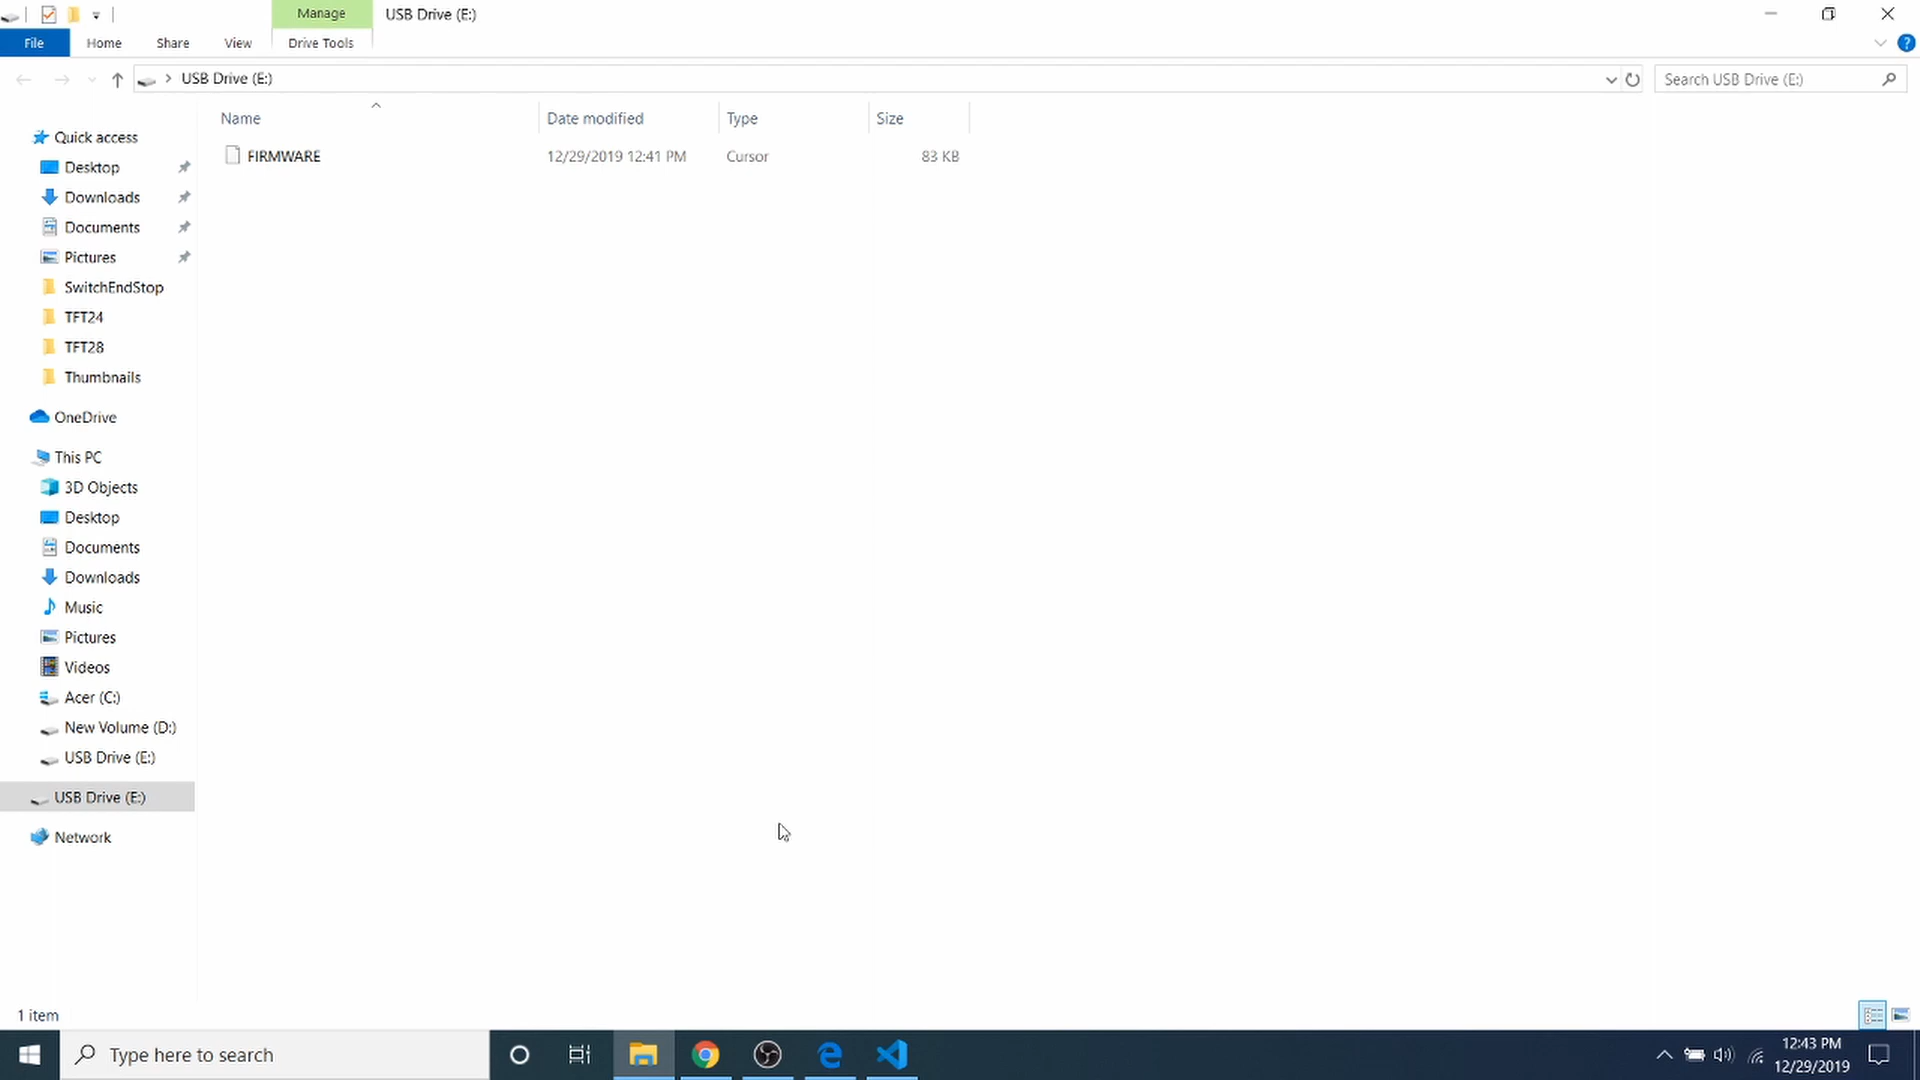 Manage
USB Drive (E:)
File
Home
Share
View
Drive Tools
?
USB Drive (E:)
Search USB Drive (E:)
Name
Date modified
Type
Size
FIRMWARE
12/29/2019 12:41 PM
Cursor
83 KB
Quick access
Desktop
Downloads
Documents
Pictures
SwitchEndStop
TFT24
TFT28
Thumbnails
OneDrive
This PC
3D Objects
Desktop
Documents
Downloads
Music
Pictures
Videos
Acer (C:)
New Volume (D:)
USB Drive (E:)
USB Drive (E:)
Network
1 item
Type here to search
12:43 PM
12/29/2019